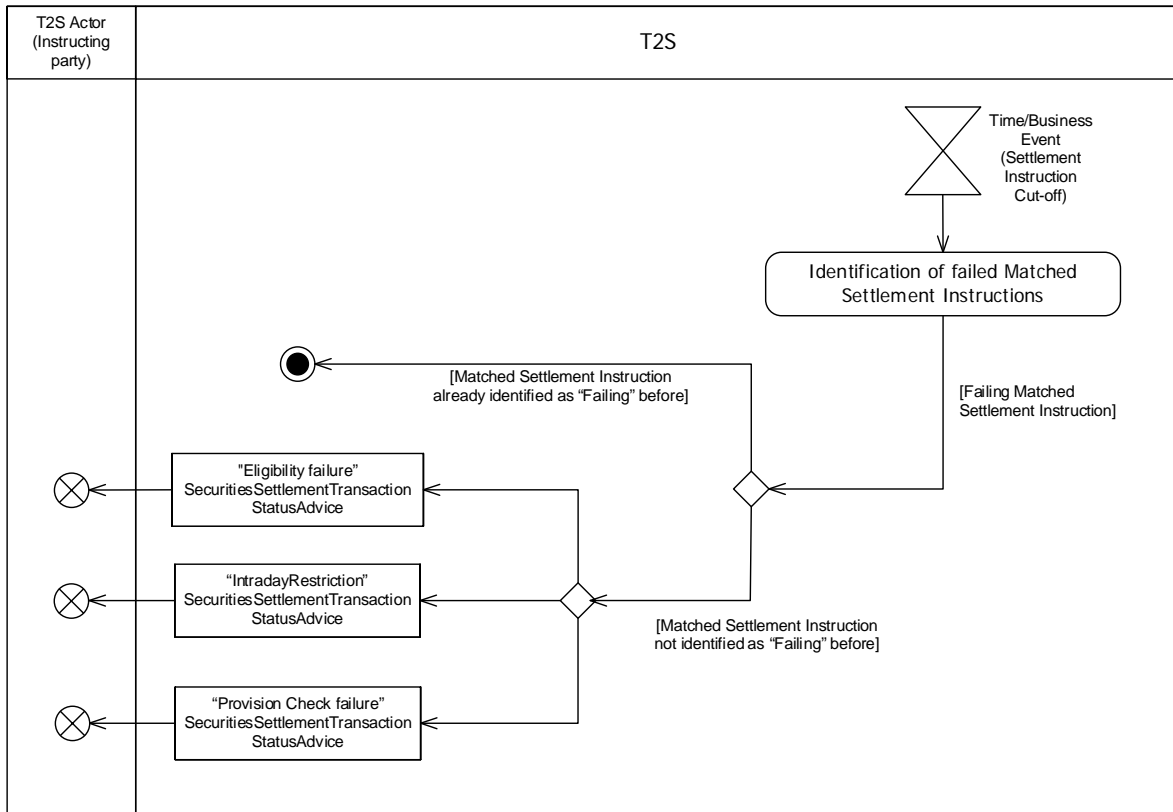 T2S Actor
(Instructing
party)
T2S
Time/Business
Event
(Settlement
Instruction
Cut-off)
Identification of failed Matched
Settlement Instructions
[Matched Settlement Instruction
already identified as “Failing” before]
[Failing Matched
Settlement Instruction]
"Eligibility failure”
SecuritiesSettlementTransaction
StatusAdvice
“IntradayRestriction”
SecuritiesSettlementTransaction
StatusAdvice
[Matched Settlement Instruction
not identified as “Failing” before]
“Provision Check failure”
SecuritiesSettlementTransaction
StatusAdvice